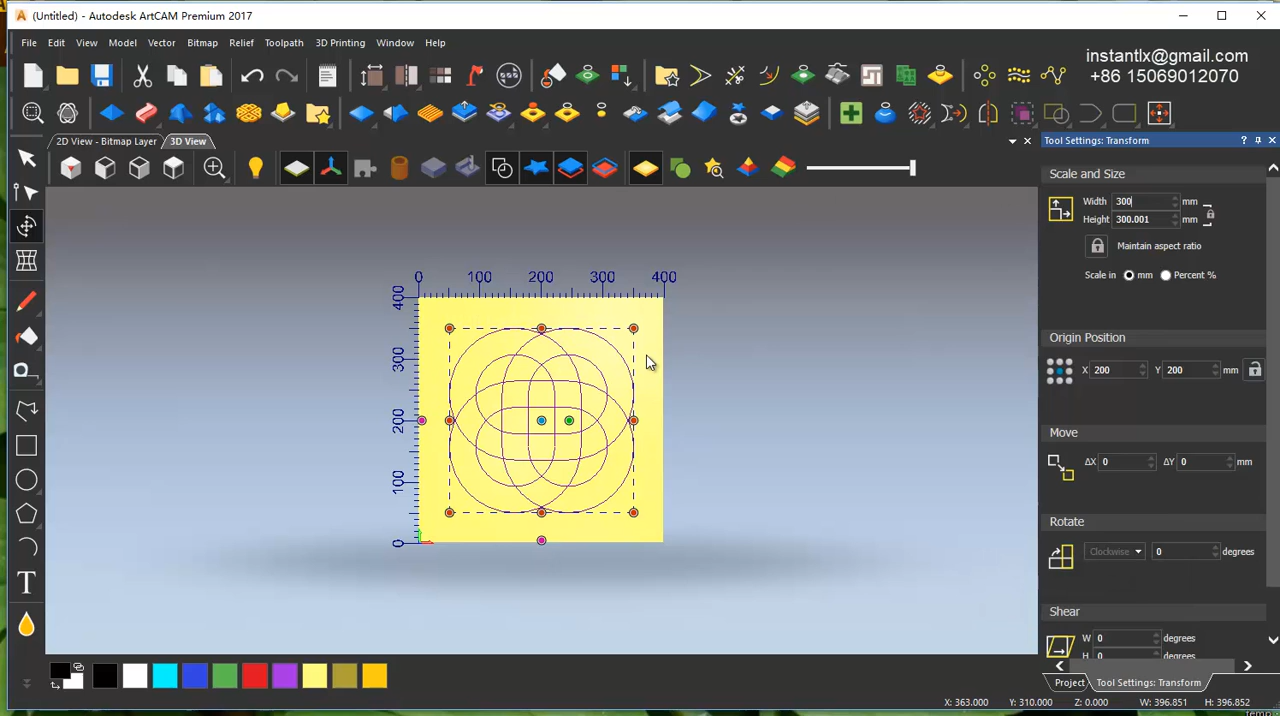 (Untitled) - Autodesk ArtCAM Premium 2017
File Edit View Model Vector Bitmap Relief Toolpath 3D Printing Window Help
instantlx@gmail.com
+86 15069012070
2D View - Bitmap Layer 3D View
Tool Settings: Transform
Scale and Size
Width 300 mm
Height 300.001 mm
Maintain aspect ratio
Scale in mm Percent %
0 100 200 300 400
400
300
200
100
0
Origin Position
X 200 Y 200 mm
Move
ΔX 0 ΔY 0 mm
Rotate
Clockwise 0 degrees
Shear
W 0 degrees
H 0 degrees
Project Tool Settings: Transform
X: 363.000 Y: 310.000 Z: 0.000 W: 396.851 H: 396.852